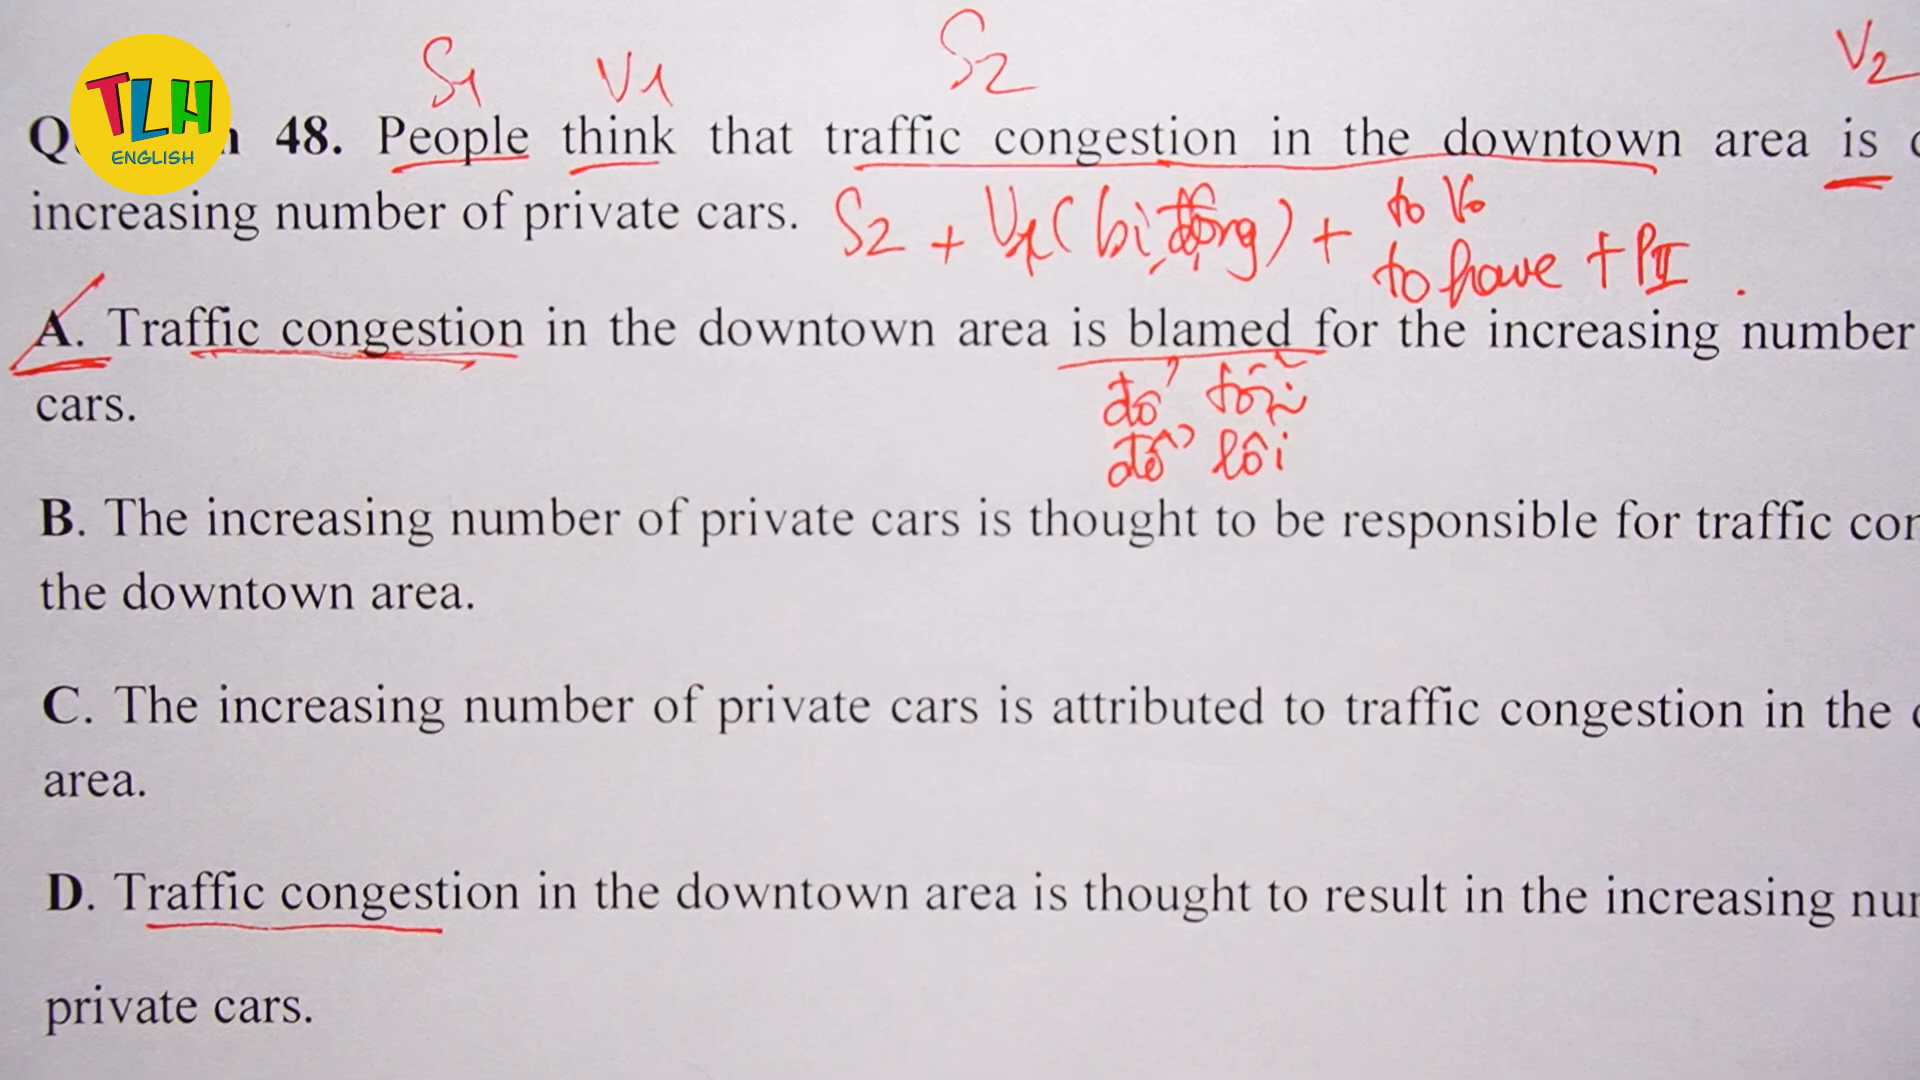 S1 V1 S2 V2
TLH
ENGLISH
48. People think that traffic congestion in the downtown area is
increasing number of private cars.
S2 + V1 (bị động) + to Vo
to have + PII.
A. Traffic congestion in the downtown area is blamed for the increasing number
đổ tội
cars.
đổ lỗi
B. The increasing number of private cars is thought to be responsible for traffic
the downtown area.
C. The increasing number of private cars is attributed to traffic congestion in the
area.
D. Traffic congestion in the downtown area is thought to result in the increasing
private cars.